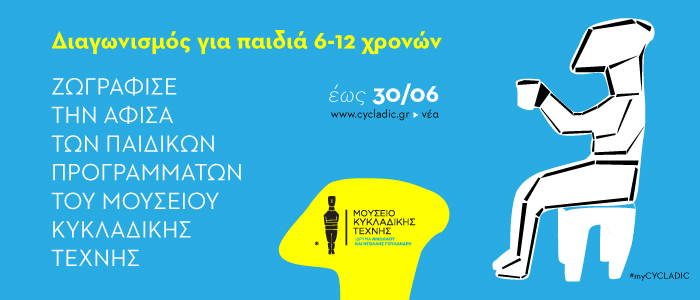 Διαγωνισμός για παιδιά 6-12 χρονών
ΖΩΓΡΑΦΙΣΕ
ΤΗΝ ΑΦΙΣΑ
ΤΩΝ ΠΑΙΔΙΚΩΝ
ΠΡΟΓΡΑΜΜΑΤΩΝ
ΤΟΥ ΜΟΥΣΕΙΟΥ
ΚΥΚΛΑΔΙΚΗΣ
ΤΕΧΝΗΣ
έως 30/06
www.cycladic.gr ▸ νέα
ΜΟΥΣΕΙΟ
ΚΥΚΛΑΔΙΚΗΣ
ΤΕΧΝΗΣ
ΙΔΡΥΜΑ ΝΙΚΟΛΑΟΥ
ΚΑΙ ΝΤΟΛΛΗΣ ΓΟΥΛΑΝΔΡΗ
#myCYCLADIC